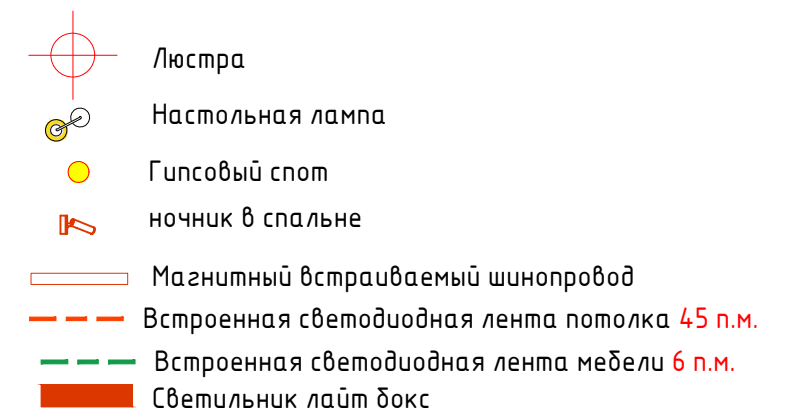 Люстра
Настольная лампа
Гипсовый спот
ночник в спальне
Магнитный встраиваемый шинопровод
Встроенная светодиодная лента потолка 45 п.м.
Встроенная светодиодная лента мебели 6 п.м.
Светильник лайт бокс